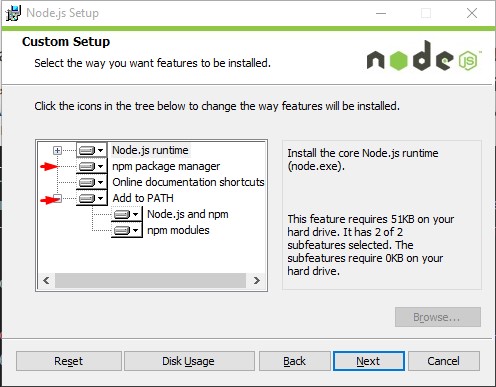 Node.js Setup
Custom Setup
Select the way you want features to be installed.
node
JS
Click the icons in the tree below to change the way features will be installed.
Node.js runtime
npm package manager
Online documentation shortcuts
Add to PATH
Node.js and npm
npm modules
Install the core Node.js runtime
(node.exe).
This feature requires 51KB on your
hard drive. It has 2 of 2
subfeatures selected. The
subfeatures require 0KB on your
hard drive.
Browse...
Reset
Disk Usage
Back
Next
Cancel